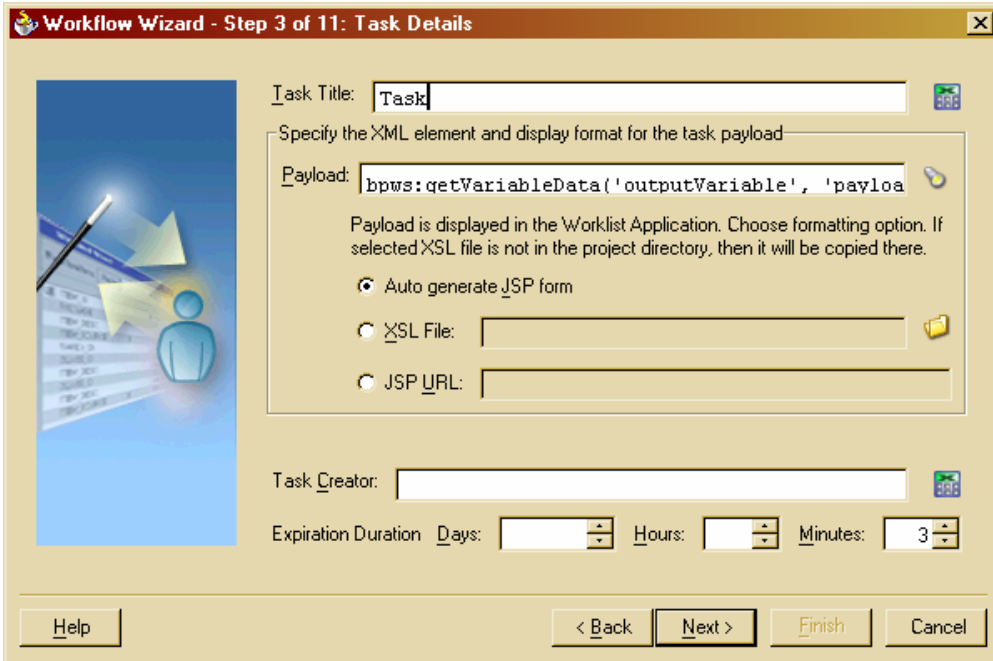 Workflow Wizard - Step 3 of 11: Task Details
Task Title: Task
Specify the XML element and display format for the task payload
Payload: bpws:getVariableData('outputVariable', 'payloa
Payload is displayed in the Worklist Application. Choose formatting option. If
selected XSL file is not in the project directory, then it will be copied there.
Auto generate JSP form
XSL File:
JSP URL:
Task Creator:
Expiration Duration Days: Hours: Minutes: 3
Help < Back Next > Finish Cancel